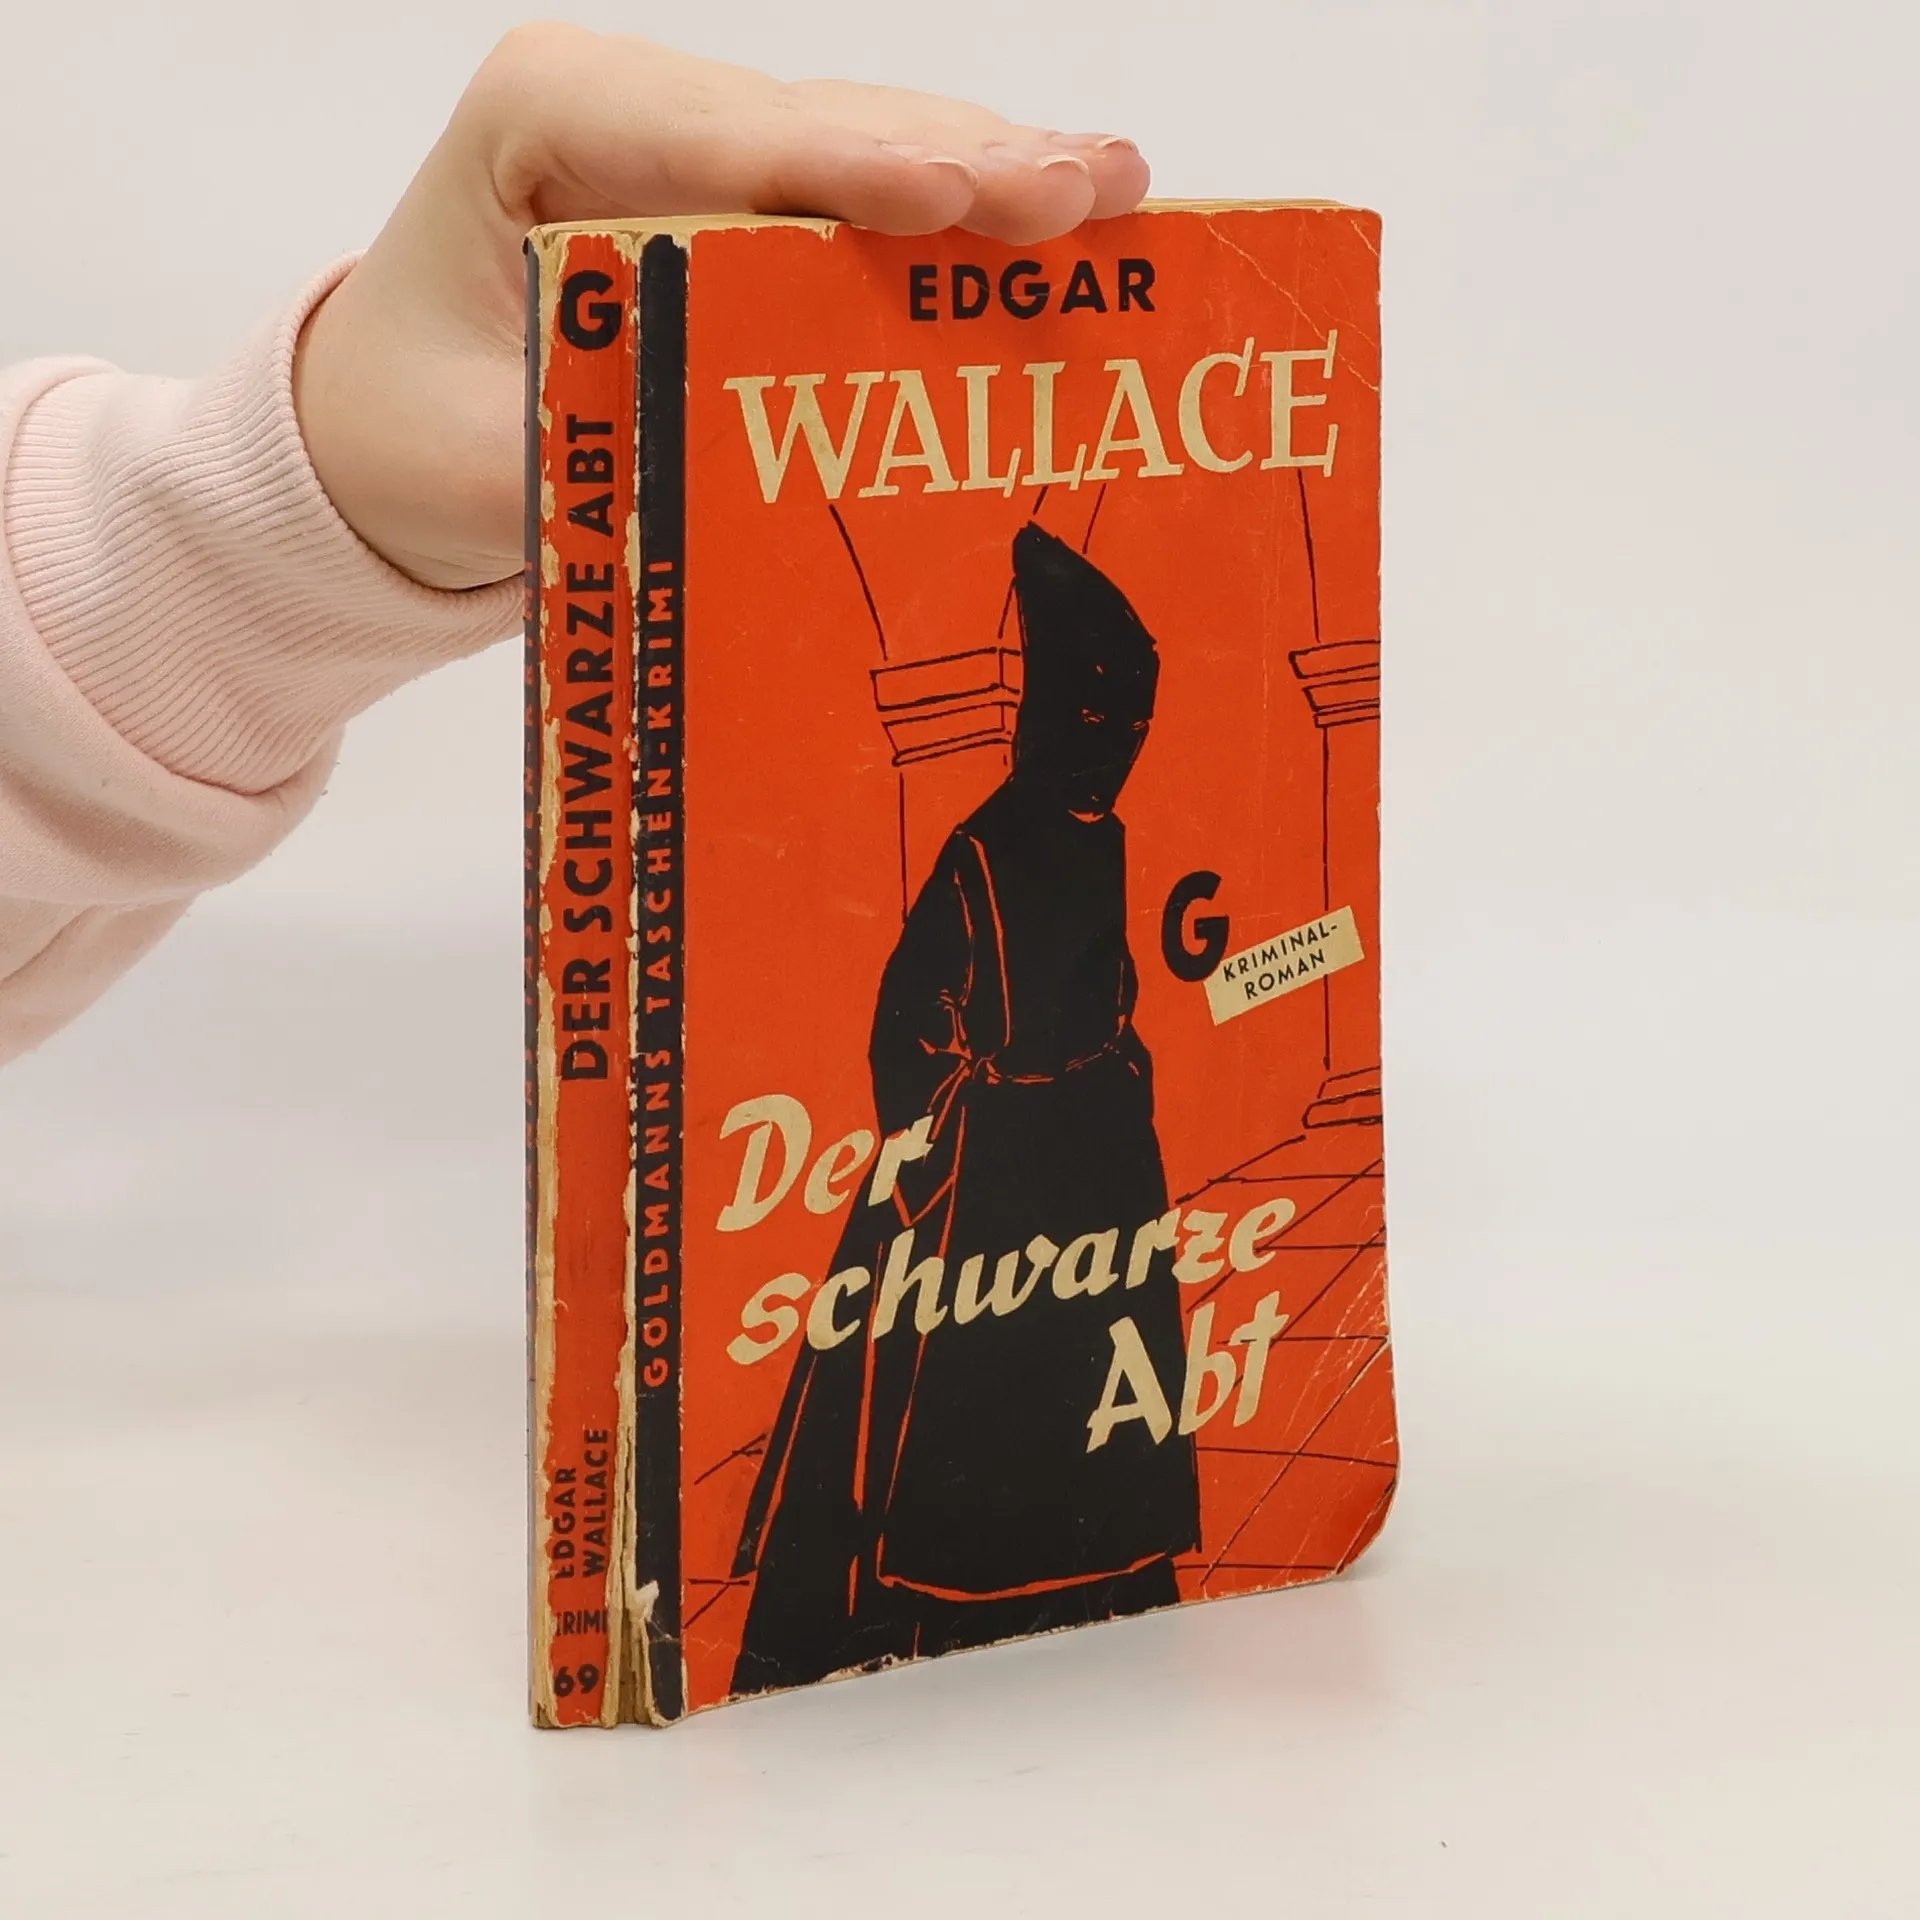 EDGAR
WALLACE
G
KRIMINAL-
ROMAN
Der
schwarze
Abt
G
DER SCHWARZE ABT
EDGAR
WALLACE
KRIMI
69
GOLDMANNS TASCHEN-KRIMI